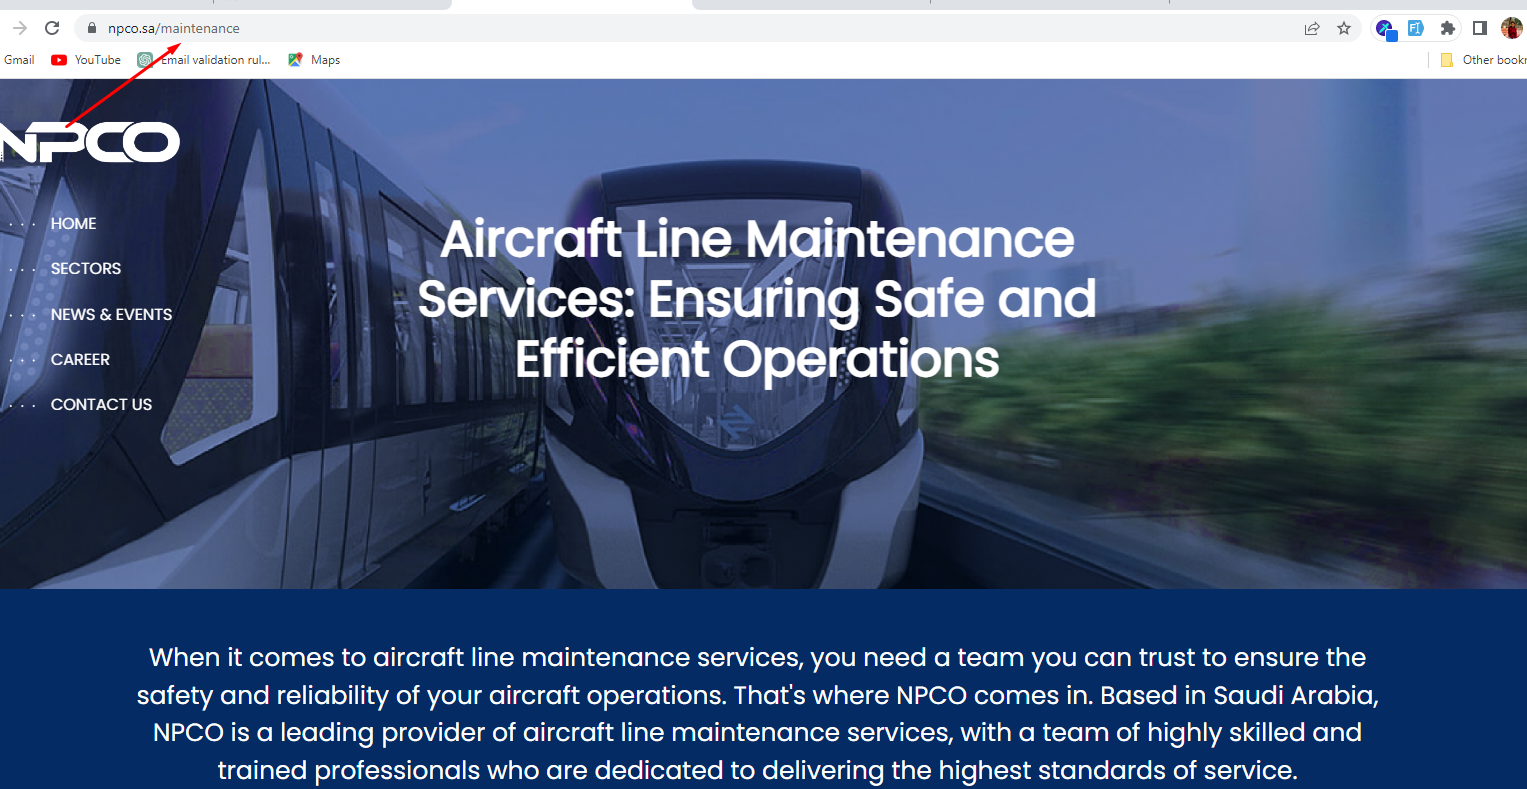 npco.sa/maintenance
Gmail YouTube Email validation rul... Maps Other bookr
NPCO
HOME
SECTORS
NEWS & EVENTS
CAREER
CONTACT US
Aircraft Line Maintenance
Services: Ensuring Safe and
Efficient Operations
When it comes to aircraft line maintenance services, you need a team you can trust to ensure the
safety and reliability of your aircraft operations. That's where NPCO comes in. Based in Saudi Arabia,
NPCO is a leading provider of aircraft line maintenance services, with a team of highly skilled and
trained professionals who are dedicated to delivering the highest standards of service.